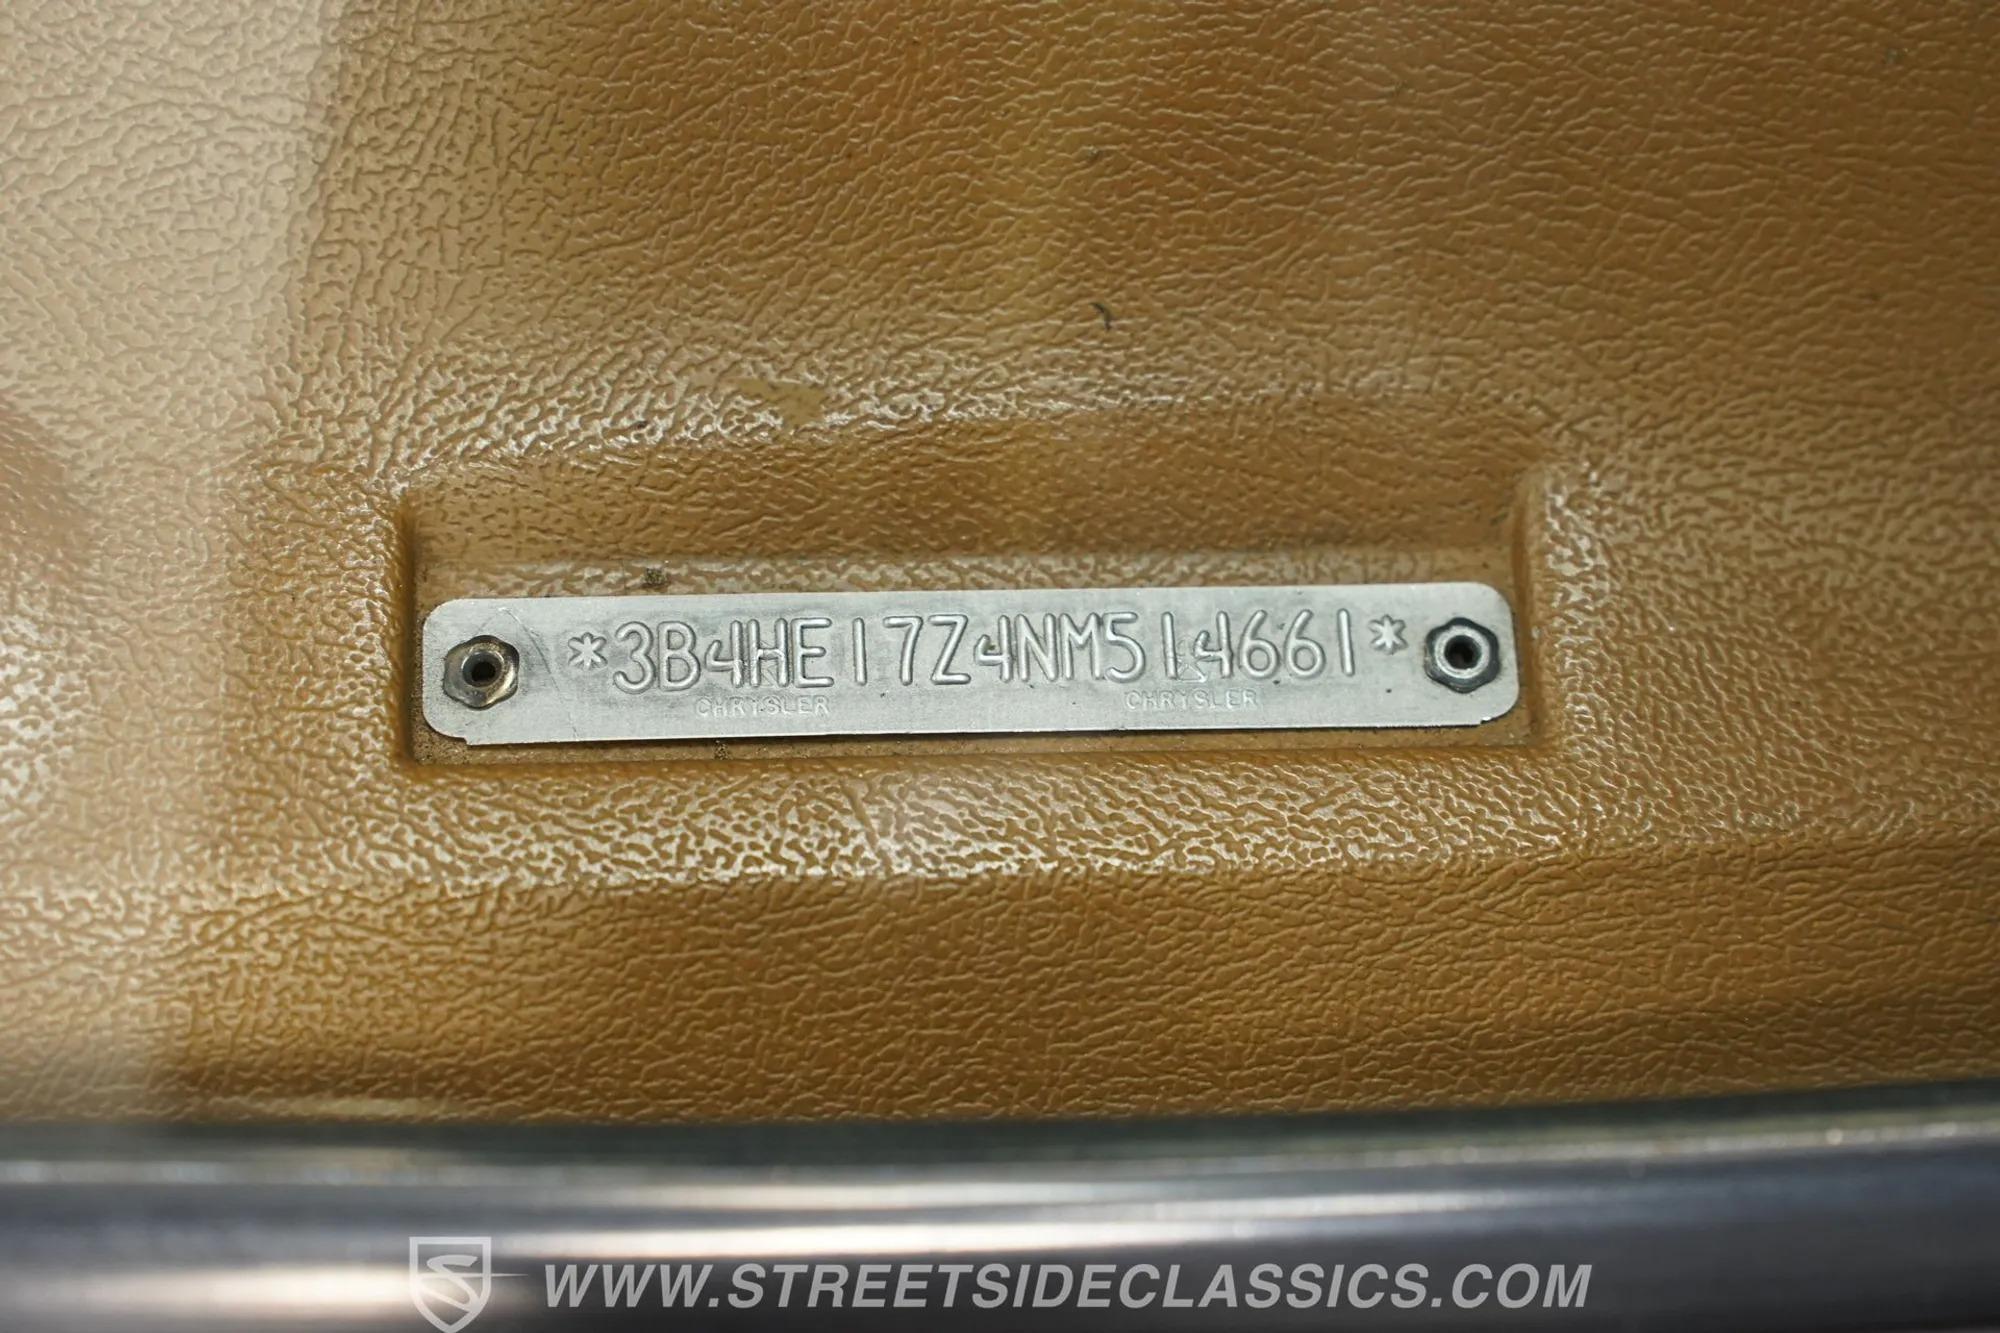 *3B4HE17Z4NM514661*
CHRYSLER CHRYSLER
WWW.STREETSIDECLASSICS.COM